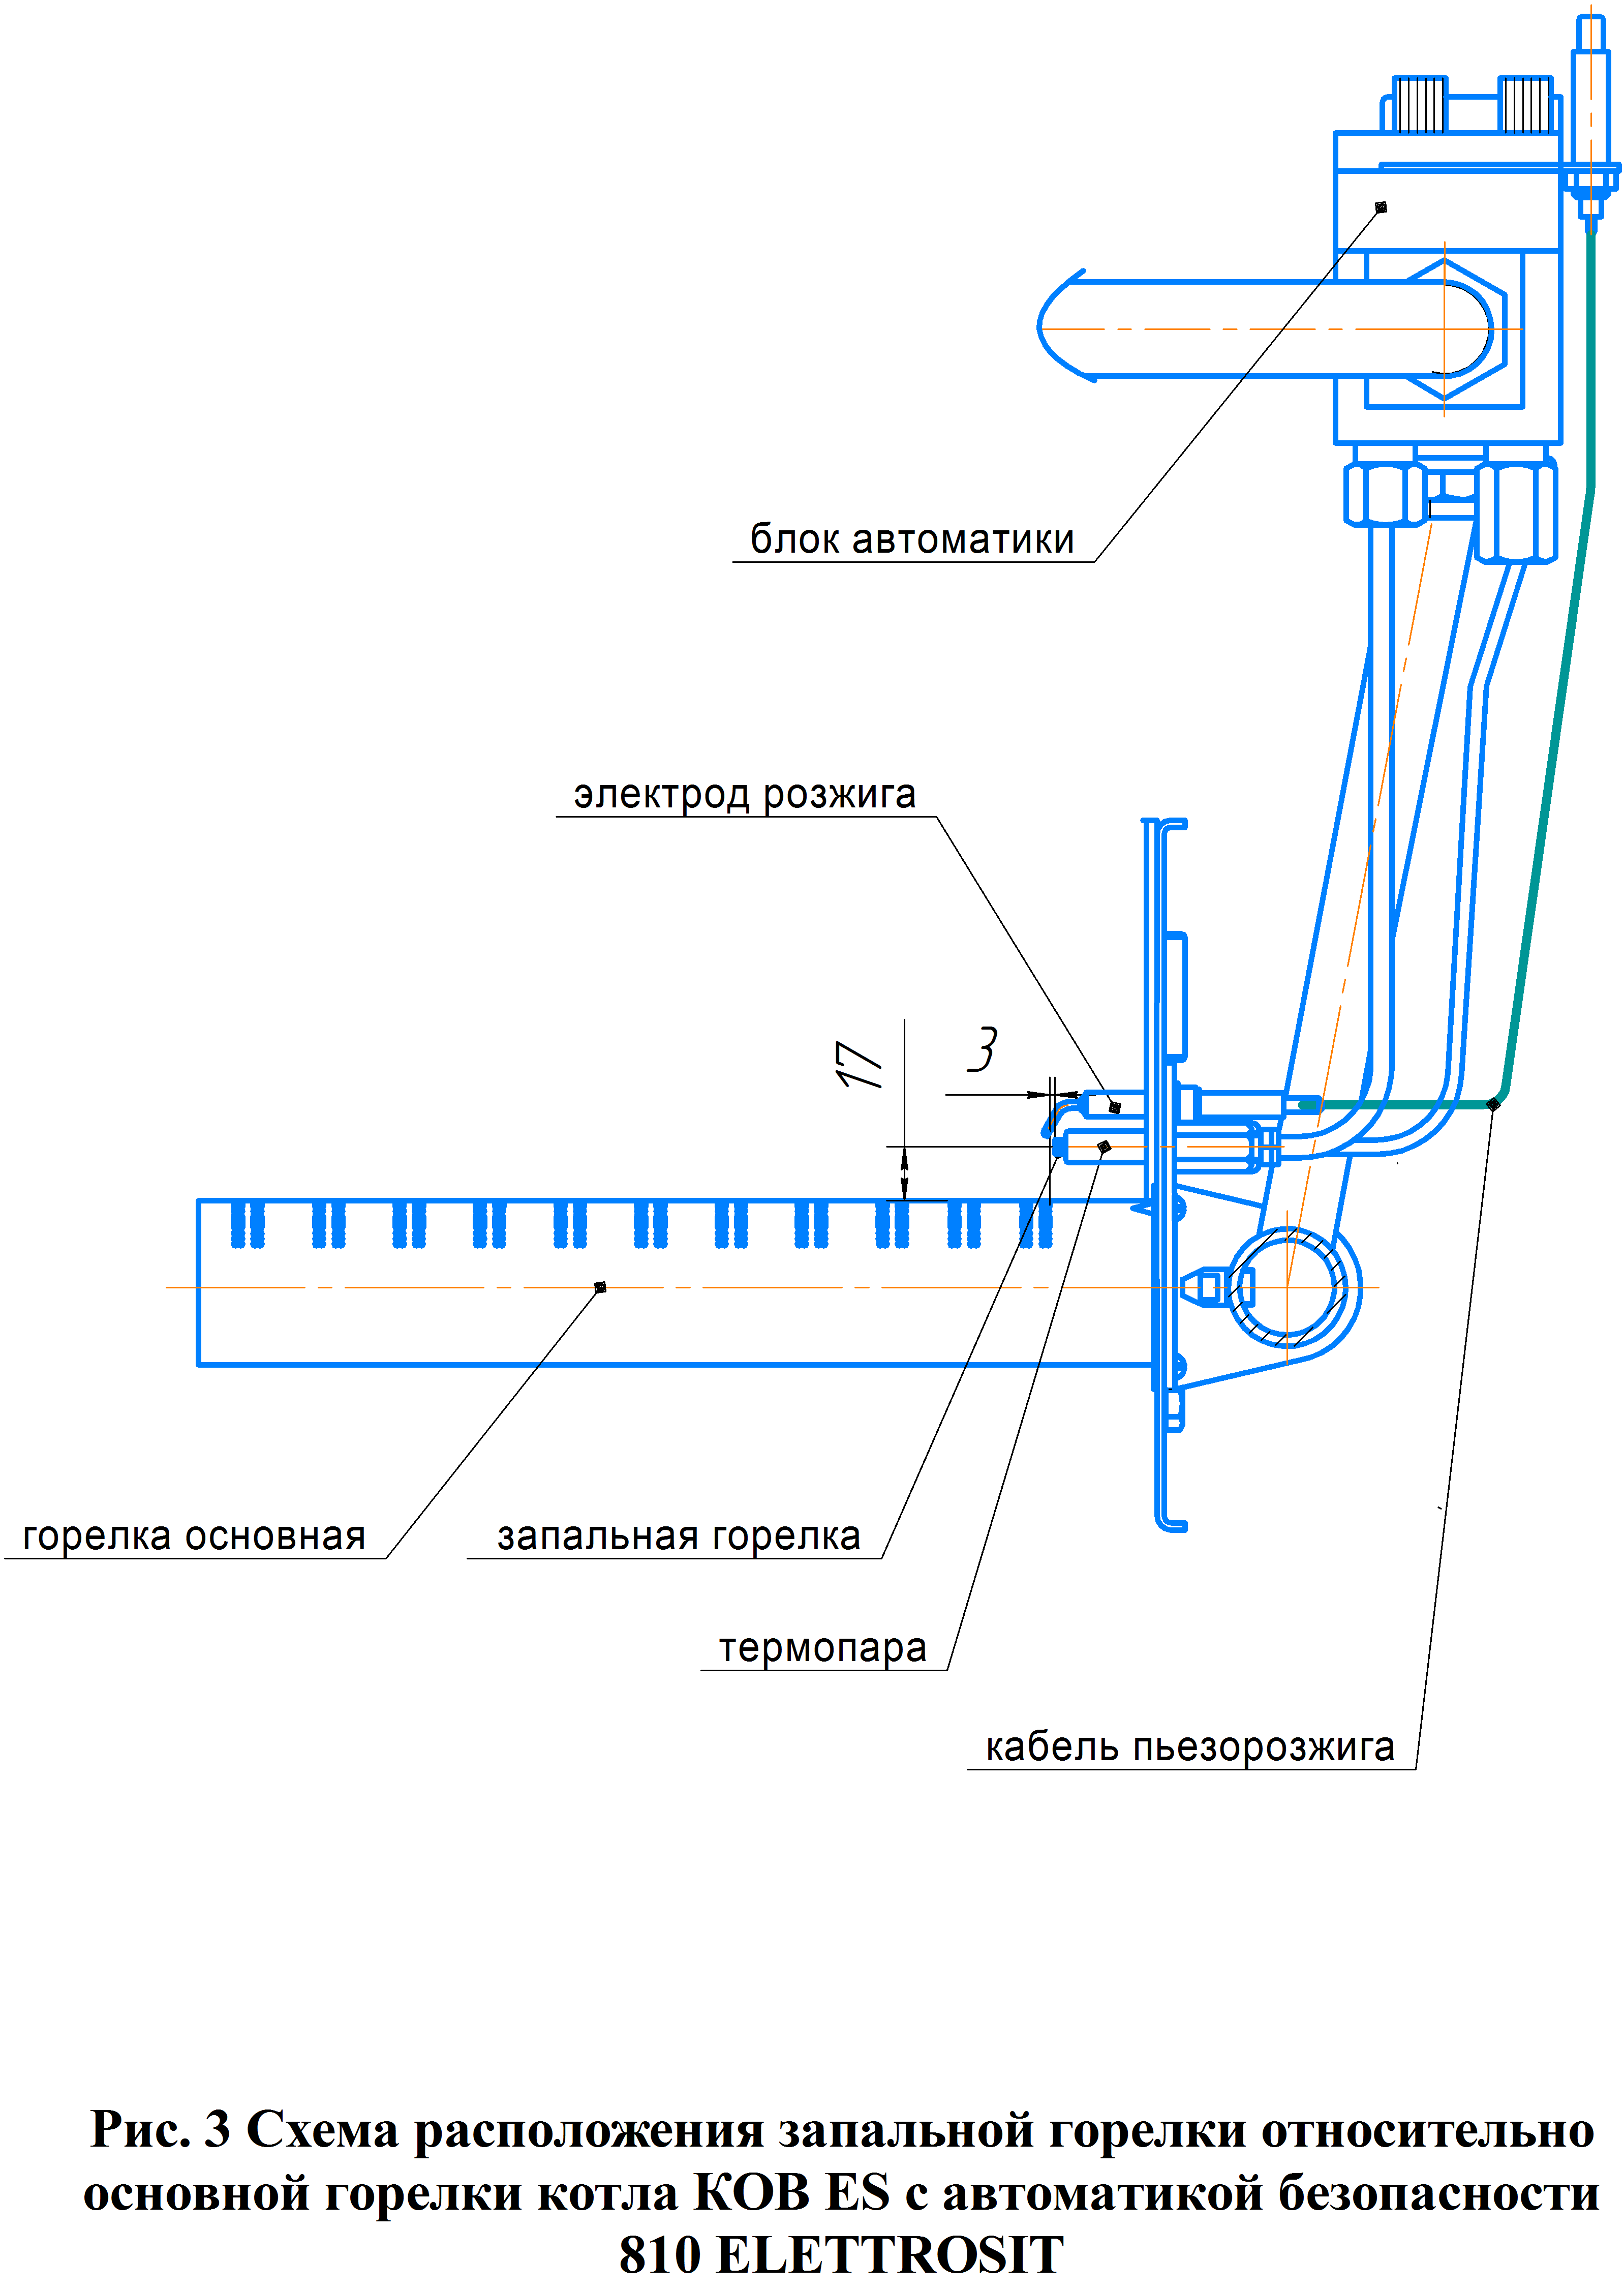 блок автоматики
электрод розжига
17
3
горелка основная
запальная горелка
термопара
кабель пьезорозжига
Рис. 3 Схема расположения запальной горелки относительно
основной горелки котла КОВ ES с автоматикой безопасности
810 ELETTROSIT